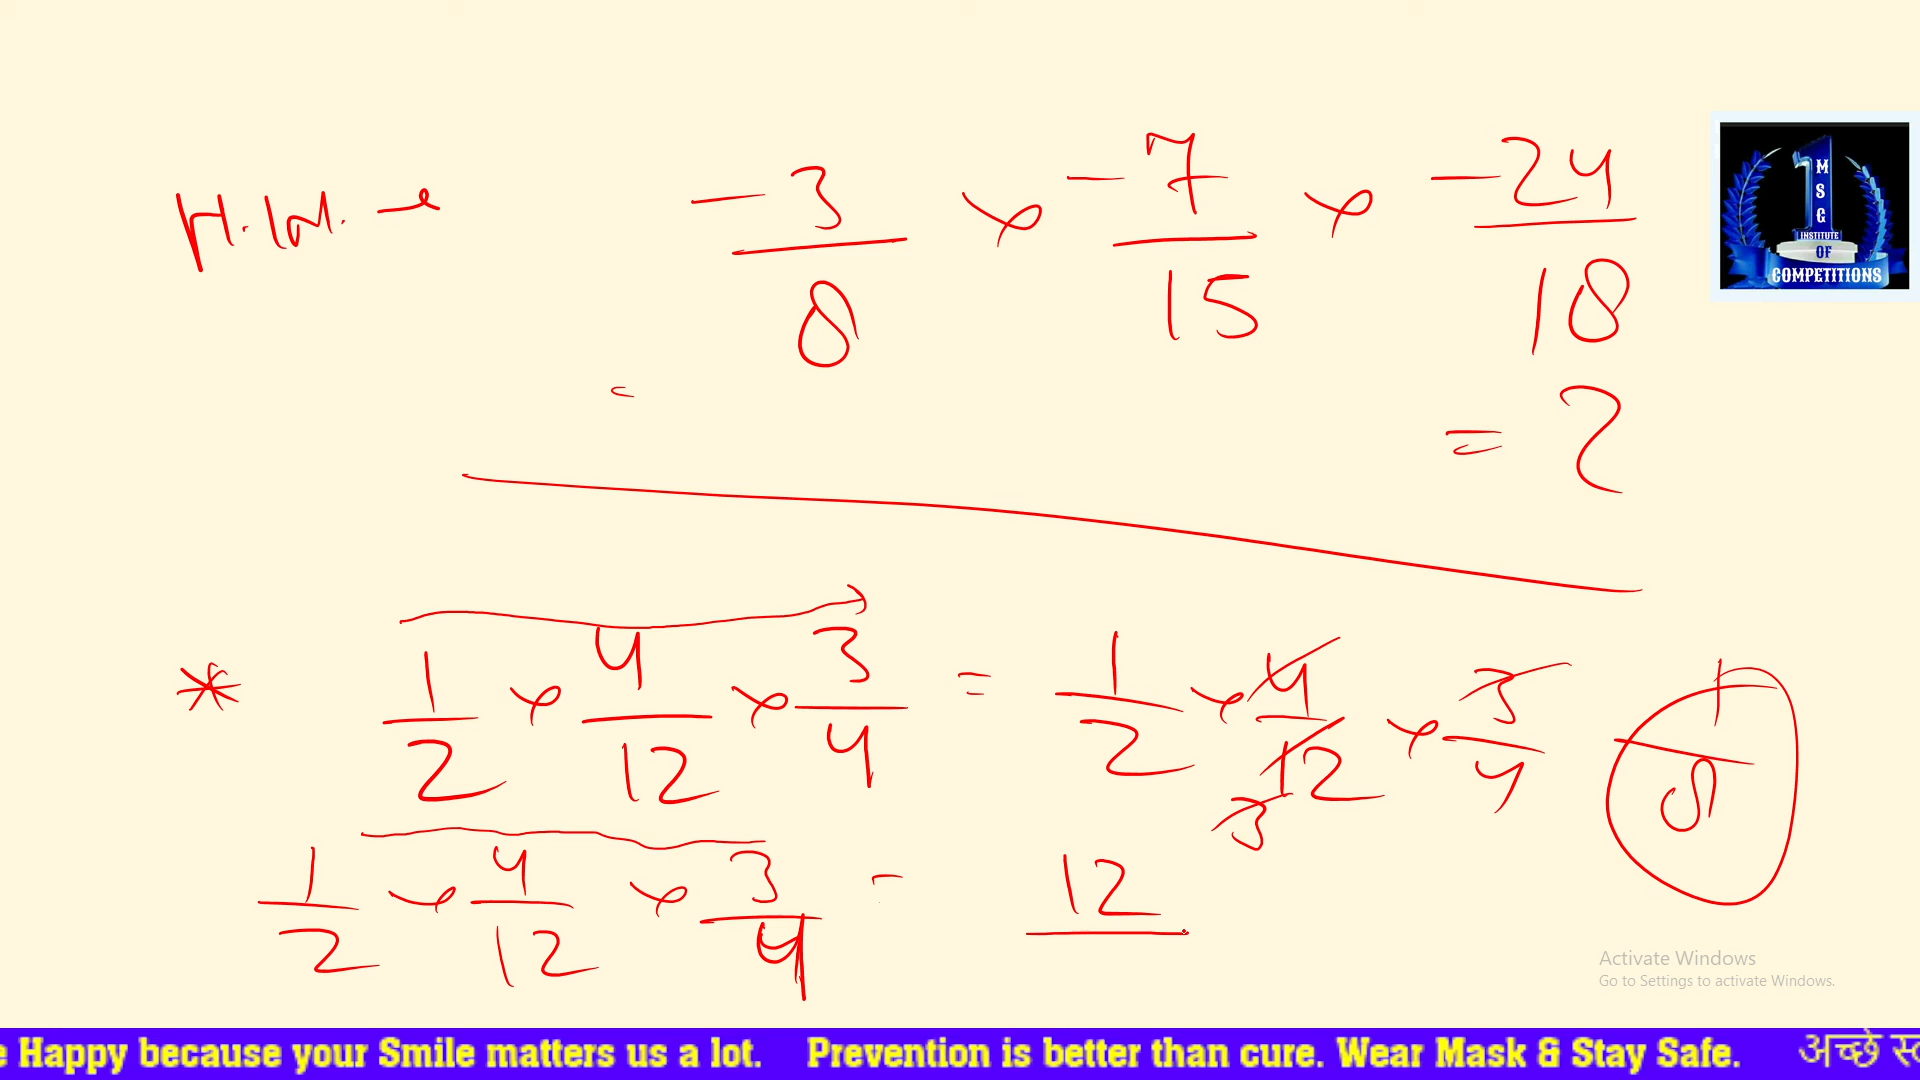 H.W. → -3/8 × -7/15 × -24/18
=
= ?
* 1/2 × 4/12 × 3/4 = 1/2 × 4/12 × 3/4 1/8
3
1/2 × 4/12 × 3/4 = 12
MSG
INSTITUTE
OF
COMPETITIONS
Activate Windows
Go to Settings to activate Windows.
e Happy because your Smile matters us a lot. Prevention is better than cure. Wear Mask & Stay Safe. अच्छे